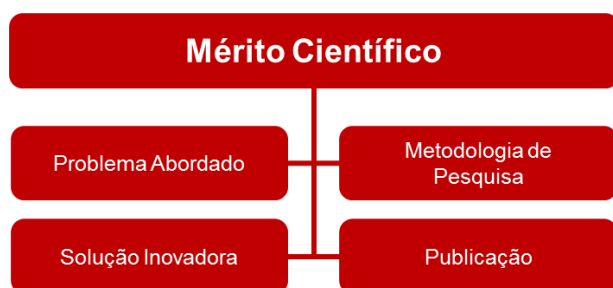 Mérito Científico
Problema Abordado
Metodologia de
Pesquisa
Solução Inovadora
Publicação